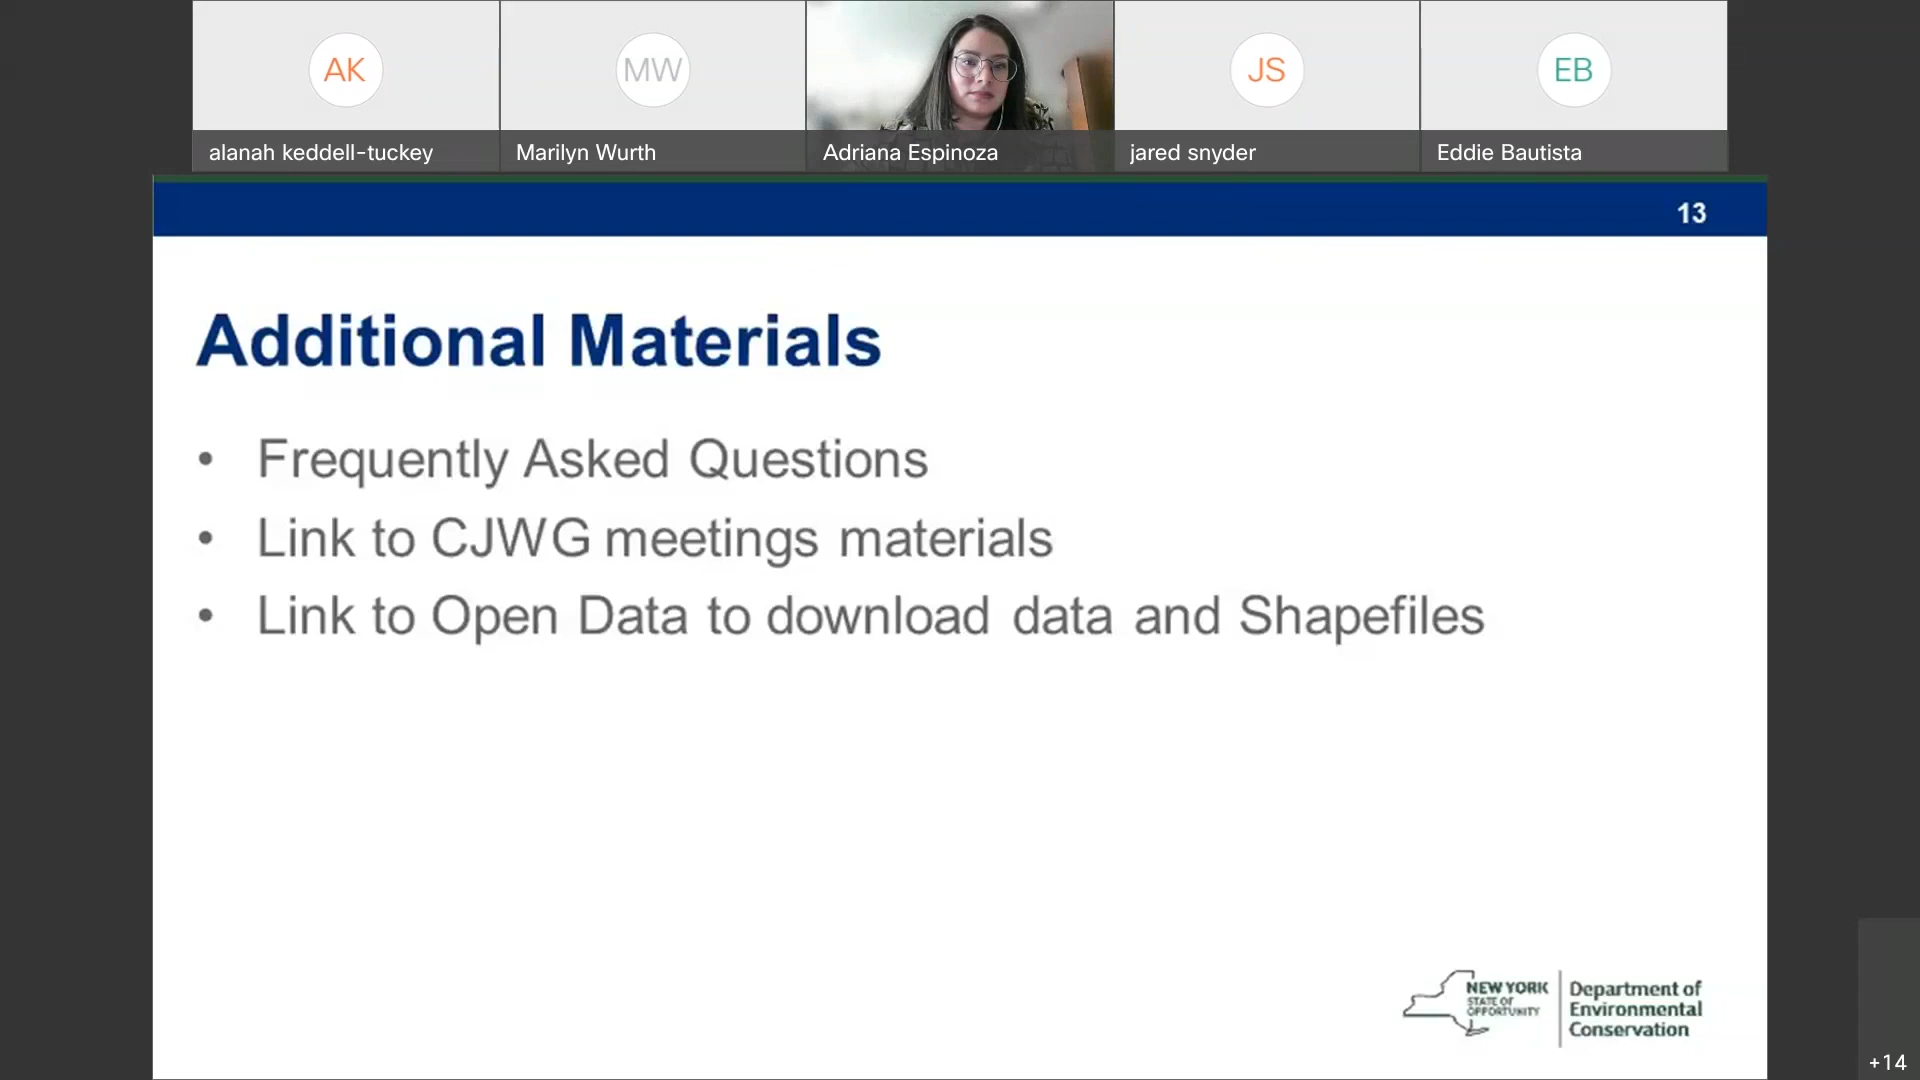 AK
MW
JS
EB
alanah keddell-tuckey
Marilyn Wurth
Adriana Espinoza
jared snyder
Eddie Bautista
13
Additional Materials
• Frequently Asked Questions
• Link to CJWG meetings materials
• Link to Open Data to download data and Shapefiles
NEW YORK
STATE OF
OPPORTUNITY
Department of
Environmental
Conservation
+14